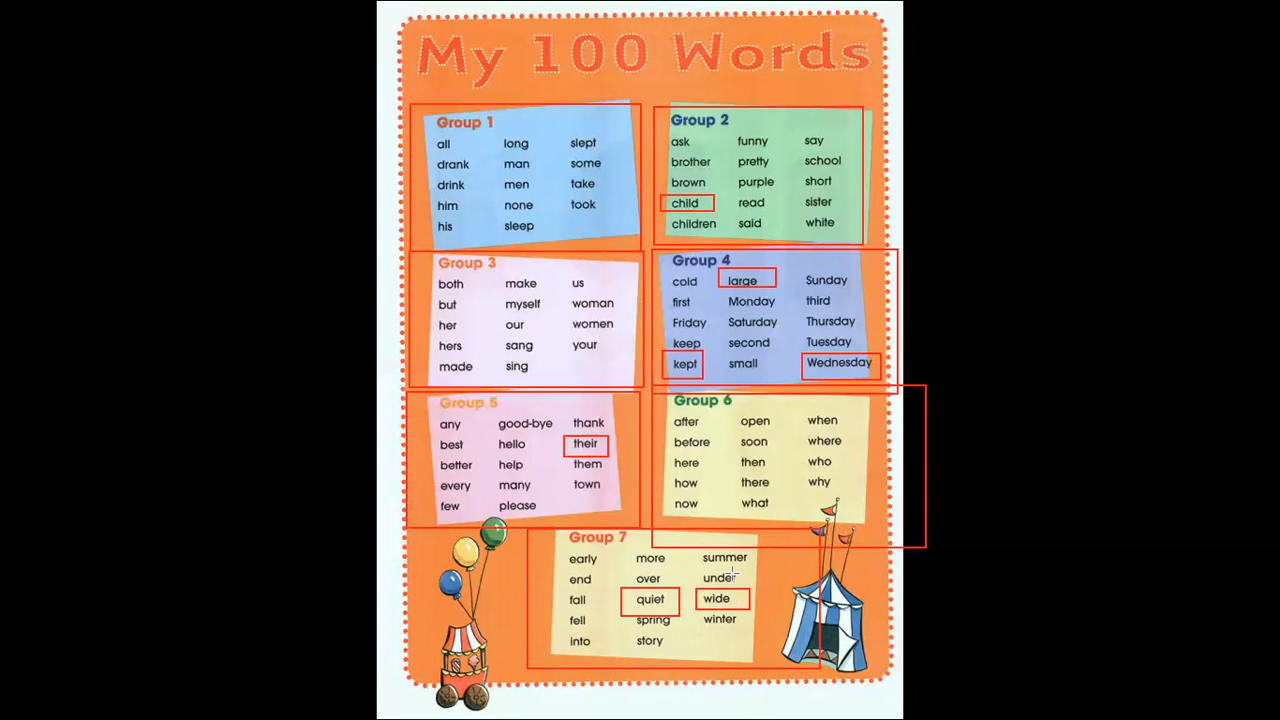 My 100 Words
Group 1
all long slept
drank man some
drink men take
him none took
his sleep
Group 2
ask funny say
brother pretty school
brown purple short
child read sister
children said white
Group 3
both make us
but myself woman
her our women
hers sang your
made sing
Group 4
cold large Sunday
first Monday third
Friday Saturday Thursday
keep second Tuesday
kept small Wednesday
Group 5
any good-bye thank
best hello their
better help them
every many town
few please
Group 6
after open when
before soon where
here then who
how there why
now what
Group 7
early more summer
end over under
fall quiet wide
fell spring winter
into story